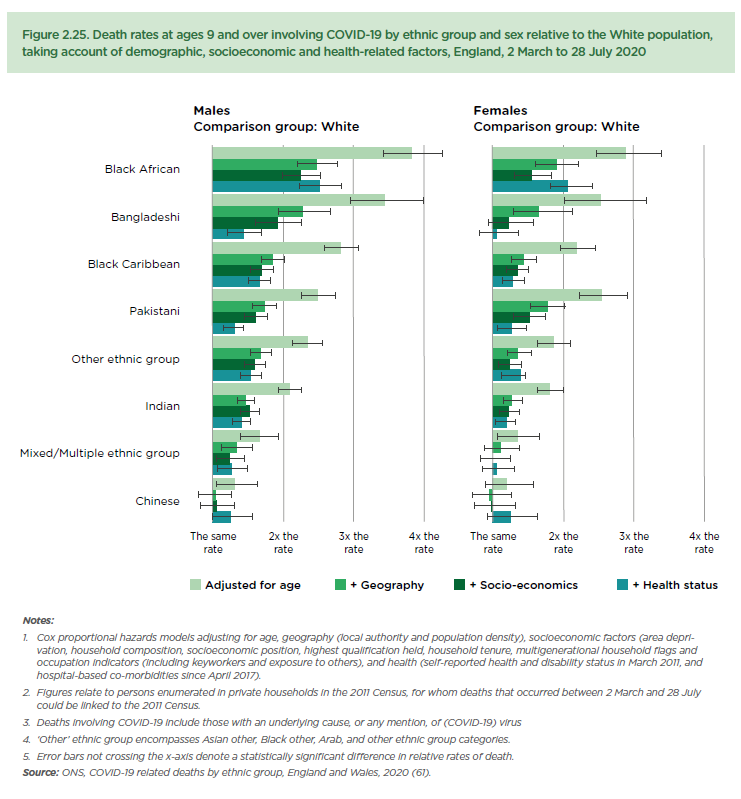 Figure 2.25. Death rates at ages 9 and over involving COVID-19 by ethnic group and sex relative to the White population,
taking account of demographic, socioeconomic and health-related factors, England, 2 March to 28 July 2020
Males
Comparison group: White
Females
Comparison group: White
Black African
Bangladeshi
Black Caribbean
Pakistani
Other ethnic group
Indian
Mixed/Multiple ethnic group
Chinese
The same
rate
2x the
rate
3x the
rate
4x the
rate
The same
rate
2x the
rate
3x the
rate
4x the
rate
Adjusted for age
+ Geography
+ Socio-economics
+ Health status
Notes:
1. Cox proportional hazards models adjusting for age, geography (local authority and population density), socioeconomic factors (area depri-
vation, household composition, socioeconomic position, highest qualification held, household tenure, multigenerational household flags and
occupation indicators (including keyworkers and exposure to others), and health (self-reported health and disability status in March 2011, and
hospital-based co-morbidities since April 2017).
2. Figures relate to persons enumerated in private households in the 2011 Census, for whom deaths that occurred between 2 March and 28 July
could be linked to the 2011 Census.
3. Deaths involving COVID-19 include those with an underlying cause, or any mention, of (COVID-19) virus
4. 'Other' ethnic group encompasses Asian other, Black other, Arab, and other ethnic group categories.
5. Error bars not crossing the x-axis denote a statistically significant difference in relative rates of death.
Source: ONS, COVID-19 related deaths by ethnic group, England and Wales, 2020 (61).